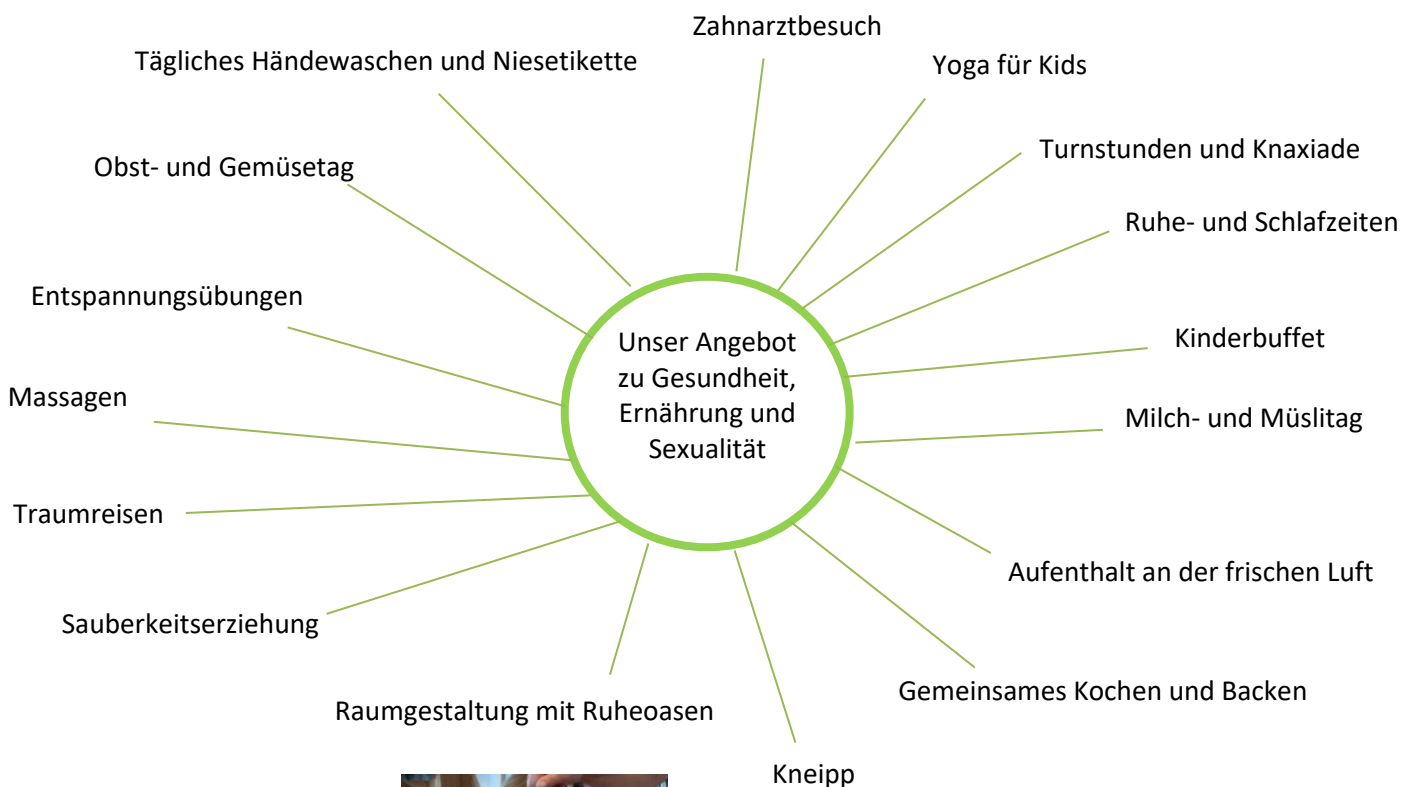 Zahnarztbesuch
Tägliches Händewaschen und Niesetikette
Yoga für Kids
Turnstunden und Knaxiade
Obst- und Gemüsetag
Ruhe- und Schlafzeiten
Entspannungsübungen
Unser Angebot
zu Gesundheit,
Ernährung und
Sexualität
Kinderbuffet
Massagen
Milch- und Müslitag
Traumreisen
Aufenthalt an der frischen Luft
Sauberkeitserziehung
Gemeinsames Kochen und Backen
Raumgestaltung mit Ruheoasen
Kneipp